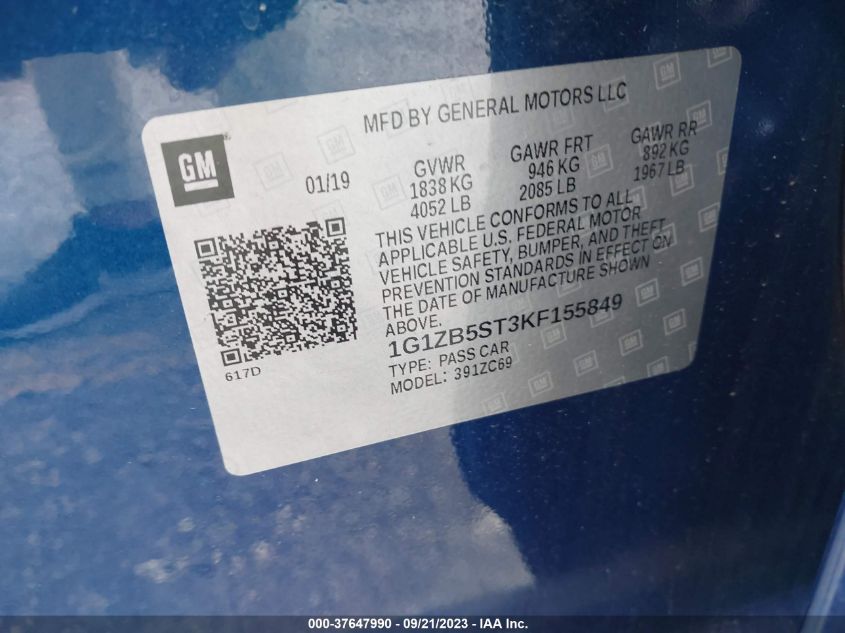 MFD BY GENERAL MOTORS LLC
GM
01/19
GVWR
1838 KG
4052 LB
GAWR FRT
946 KG
2085 LB
GAWR RR
892 KG
1967 LB
THIS VEHICLE CONFORMS TO ALL
APPLICABLE U.S. FEDERAL MOTOR
VEHICLE SAFETY, BUMPER, AND THEFT
PREVENTION STANDARDS IN EFFECT ON
THE DATE OF MANUFACTURE SHOWN
ABOVE.
1G1ZB5ST3KF155849
TYPE: PASS CAR
MODEL: 391ZC69
617D
000-37647990 - 09/21/2023 - IAA Inc.